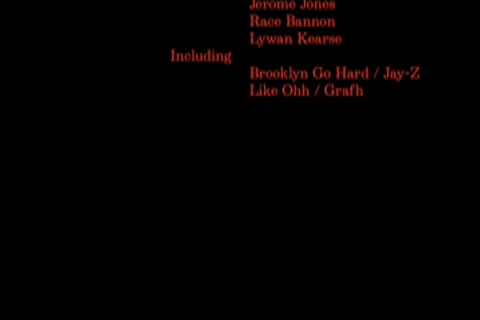 Jerome Jones
Race Bannon
Lywan Kearse
Including
Brooklyn Go Hard / Jay-Z
Like Ohh / Grafh